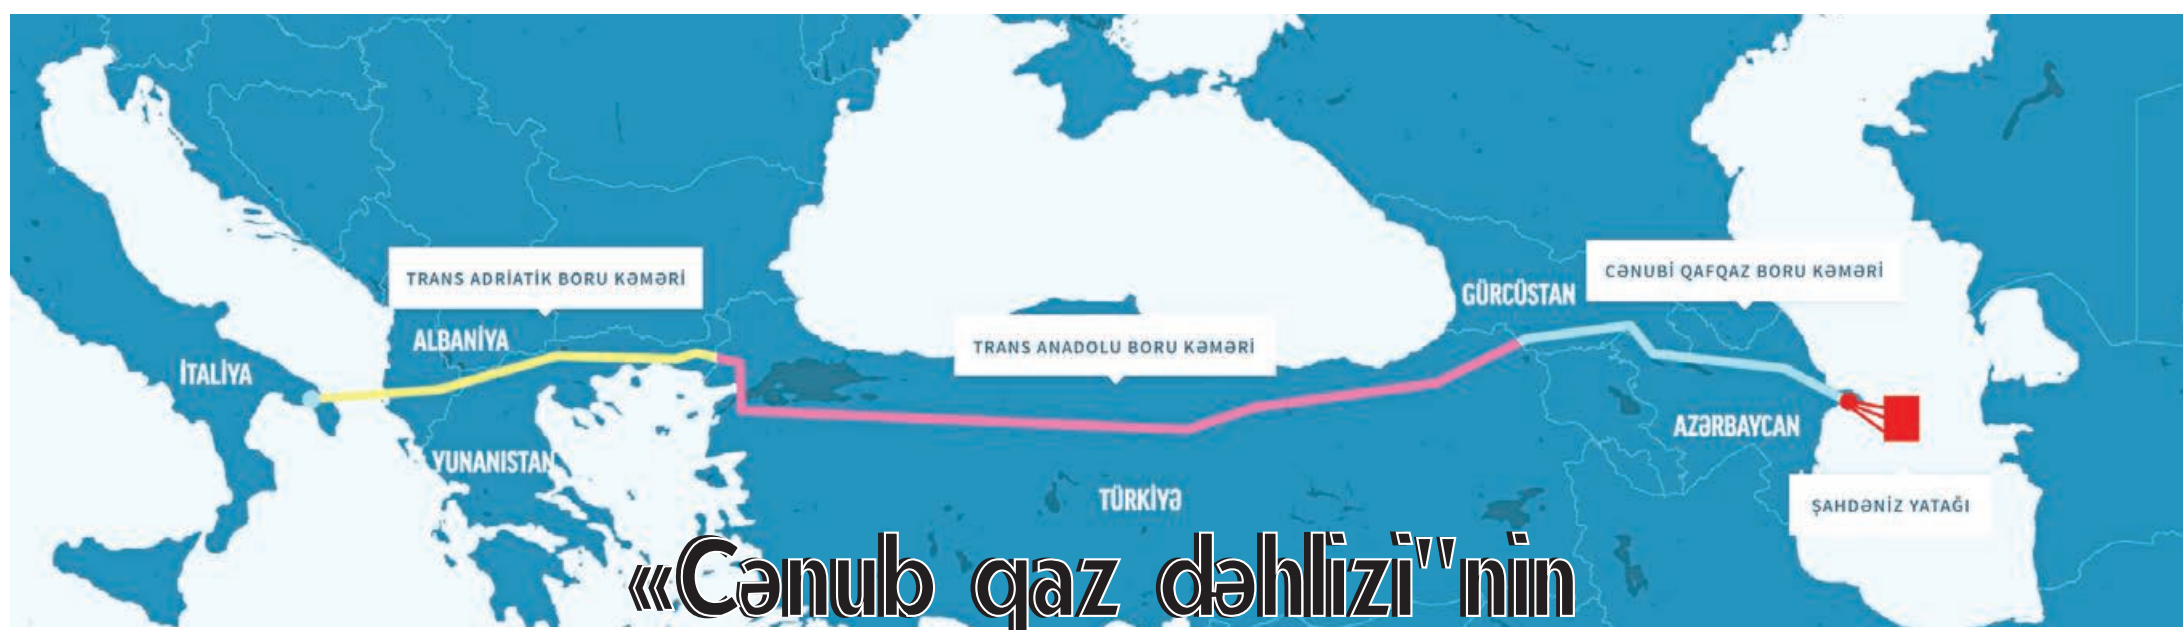 TRANS ADRİATİK BORU KƏMƏRİ
CƏNUBİ QAFQAZ BORU KƏMƏRİ
GÜRCÜSTAN
ALBANİYA
TRANS ANADOLU BORU KƏMƏRİ
İTALİYA
AZƏRBAYCAN
YUNANISTAN
TÜRKİYƏ
ŞAHDƏNİZ YATAĞI
«Cənub qaz dəhlizi"nin